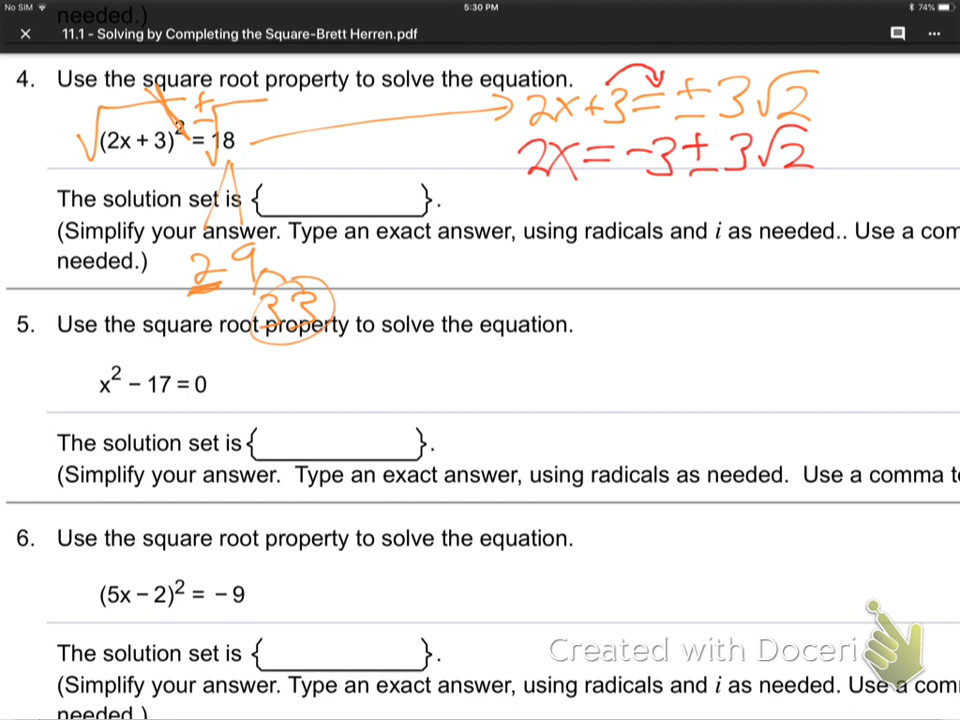 No SIM 5:30 PM 74%
needed.)
× 11.1 - Solving by Completing the Square-Brett Herren.pdf ...
4. Use the square root property to solve the equation.
√(2x + 3)² = ±√18
2x+3 = ±3√2
2x = -3±3√2
The solution set is { }.
(Simplify your answer. Type an exact answer, using radicals and i as needed.. Use a com
needed.)
2 9
3 3
5. Use the square root property to solve the equation.
x² − 17 = 0
The solution set is { }.
(Simplify your answer. Type an exact answer, using radicals as needed. Use a comma t
6. Use the square root property to solve the equation.
(5x − 2)² = − 9
The solution set is { }.
Created with Doceri
(Simplify your answer. Type an exact answer, using radicals and i as needed. Use a com
needed.)